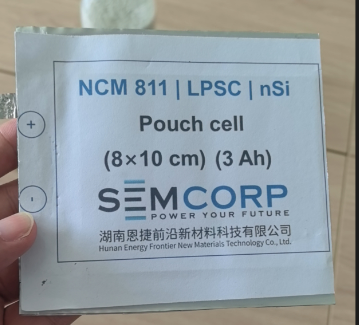 NCM 811 | LPSC | nSi
Pouch cell
(8×10 cm) (3 Ah)
+
-
SEMCORP
POWER YOUR FUTURE
湖南恩捷前沿新材料科技有限公司
Hunan Energy Frontier New Materials Technology Co., Ltd.